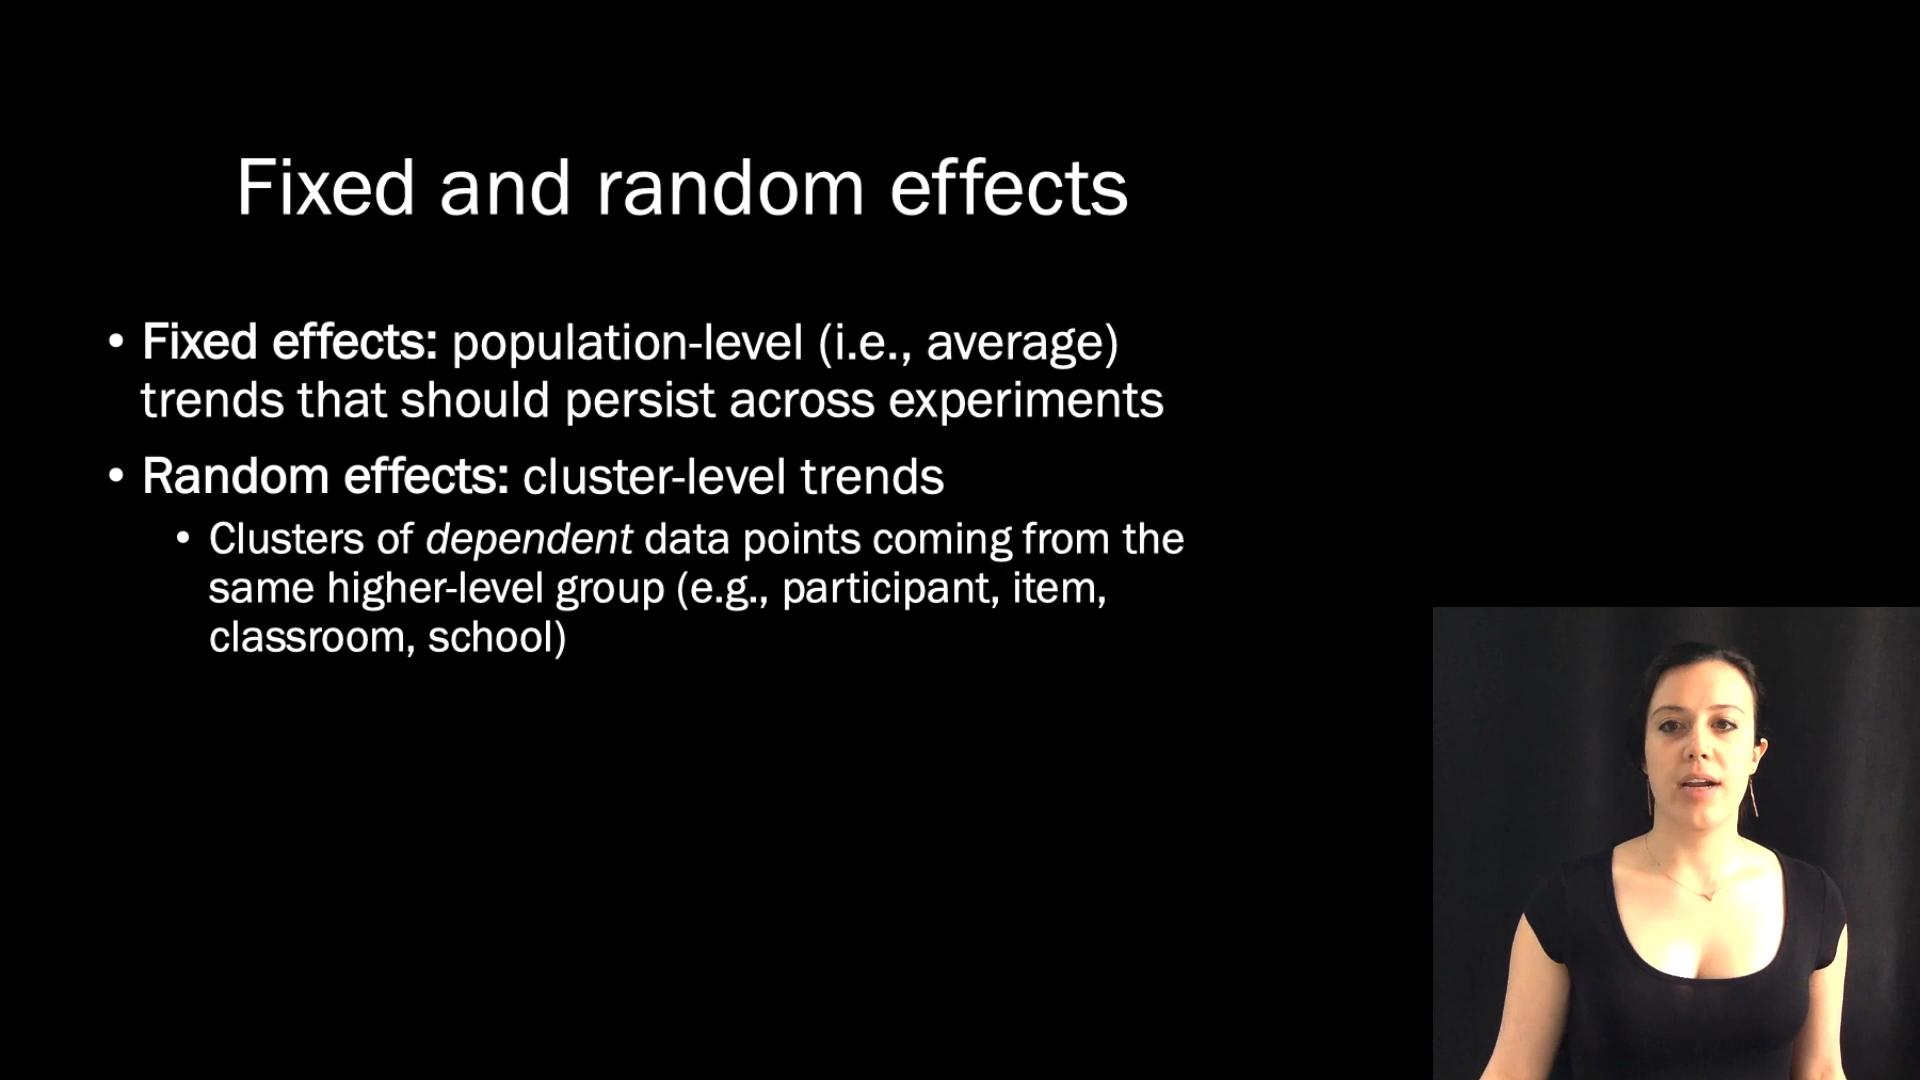 Fixed and random effects
• Fixed effects: population-level (i.e., average)
trends that should persist across experiments
• Random effects: cluster-level trends
• Clusters of dependent data points coming from the
same higher-level group (e.g., participant, item,
classroom, school)